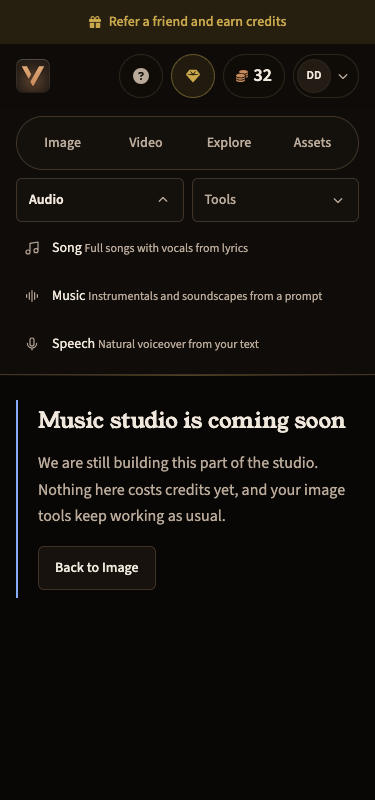 Refer a friend and earn credits
V ? 32 DD
Image Video Explore Assets
Audio Tools
Song Full songs with vocals from lyrics
Music Instrumentals and soundscapes from a prompt
Speech Natural voiceover from your text
Music studio is coming soon
We are still building this part of the studio.
Nothing here costs credits yet, and your image
tools keep working as usual.
Back to Image